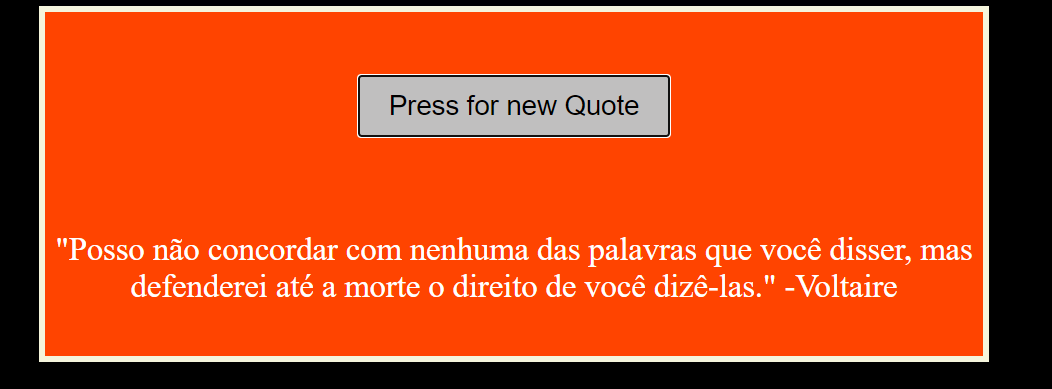 Press for new Quote
"Posso não concordar com nenhuma das palavras que você disser, mas
defenderei até a morte o direito de você dizê-las." -Voltaire